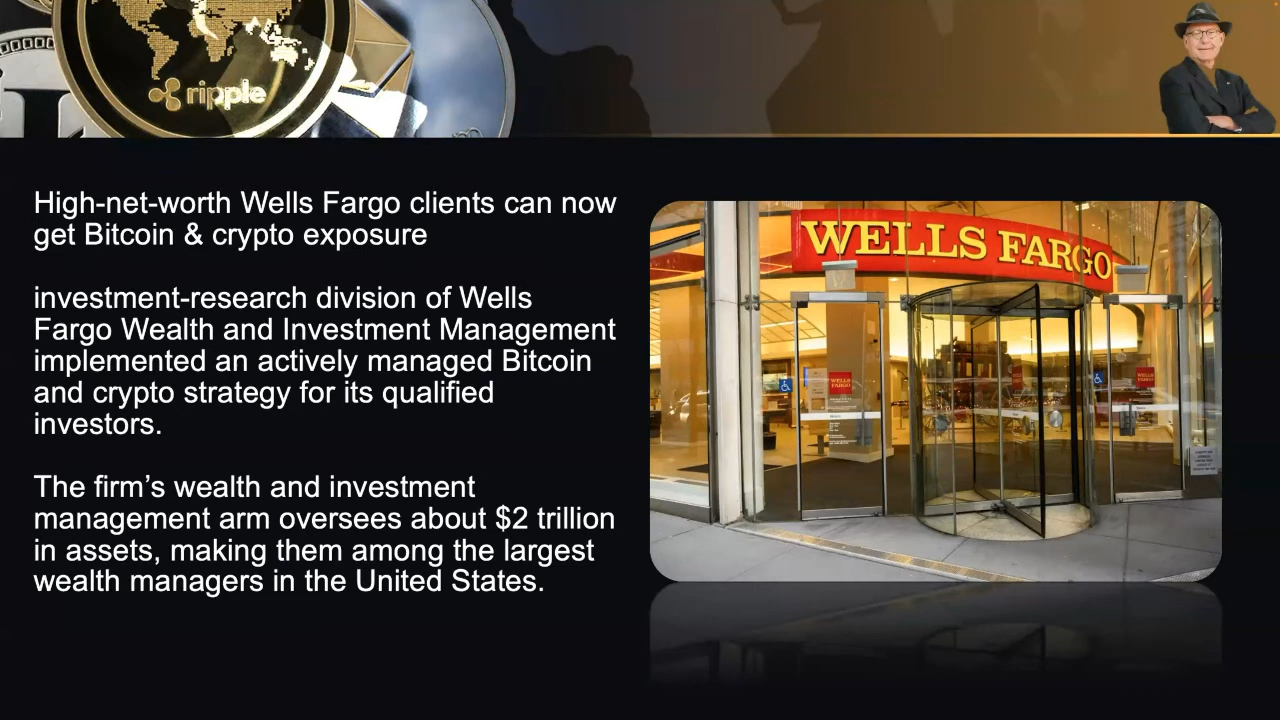 ripple
High-net-worth Wells Fargo clients can now
get Bitcoin & crypto exposure
investment-research division of Wells
Fargo Wealth and Investment Management
implemented an actively managed Bitcoin
and crypto strategy for its qualified
investors.
The firm’s wealth and investment
management arm oversees about $2 trillion
in assets, making them among the largest
wealth managers in the United States.
WELLS FARGO
WELLS
FARGO